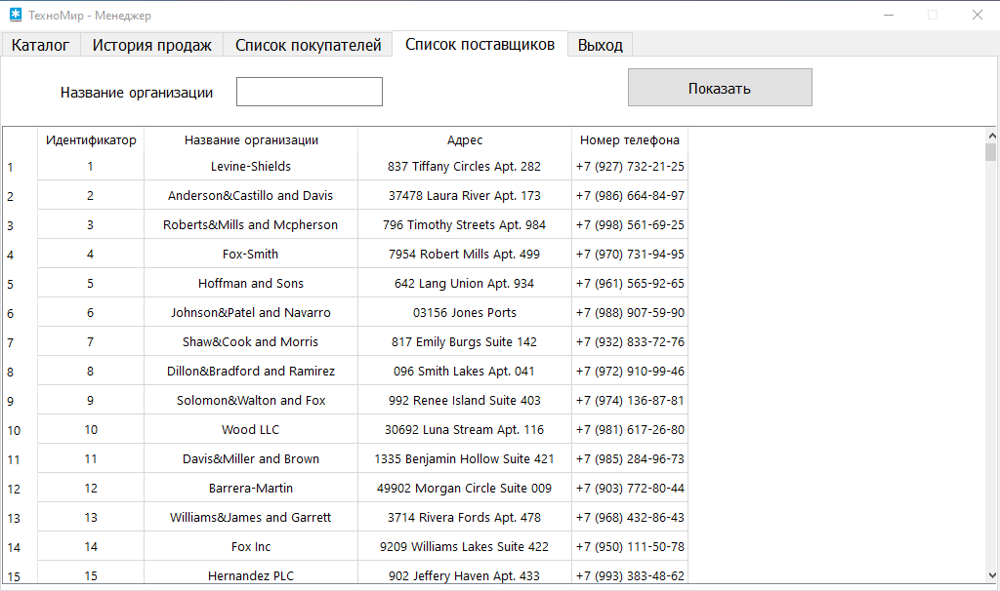 ТехноМир - Менеджер
Каталог История продаж Список покупателей Список поставщиков Выход
Название организации Показать
Идентификатор Название организации Адрес Номер телефона
1 1 Levine-Shields 837 Tiffany Circles Apt. 282 +7 (927) 732-21-25
2 2 Anderson&Castillo and Davis 37478 Laura River Apt. 173 +7 (986) 664-84-97
3 3 Roberts&Mills and Mcpherson 796 Timothy Streets Apt. 984 +7 (998) 561-69-25
4 4 Fox-Smith 7954 Robert Mills Apt. 499 +7 (970) 731-94-95
5 5 Hoffman and Sons 642 Lang Union Apt. 934 +7 (961) 565-92-65
6 6 Johnson&Patel and Navarro 03156 Jones Ports +7 (988) 907-59-90
7 7 Shaw&Cook and Morris 817 Emily Burgs Suite 142 +7 (932) 833-72-76
8 8 Dillon&Bradford and Ramirez 096 Smith Lakes Apt. 041 +7 (972) 910-99-46
9 9 Solomon&Walton and Fox 992 Renee Island Suite 403 +7 (974) 136-87-81
10 10 Wood LLC 30692 Luna Stream Apt. 116 +7 (981) 617-26-80
11 11 Davis&Miller and Brown 1335 Benjamin Hollow Suite 421 +7 (985) 284-96-73
12 12 Barrera-Martin 49902 Morgan Circle Suite 009 +7 (903) 772-80-44
13 13 Williams&James and Garrett 3714 Rivera Fords Apt. 478 +7 (968) 432-86-43
14 14 Fox Inc 9209 Williams Lakes Suite 422 +7 (950) 111-50-78
15 15 Hernandez PLC 902 Jeffery Haven Apt. 433 +7 (993) 383-48-62